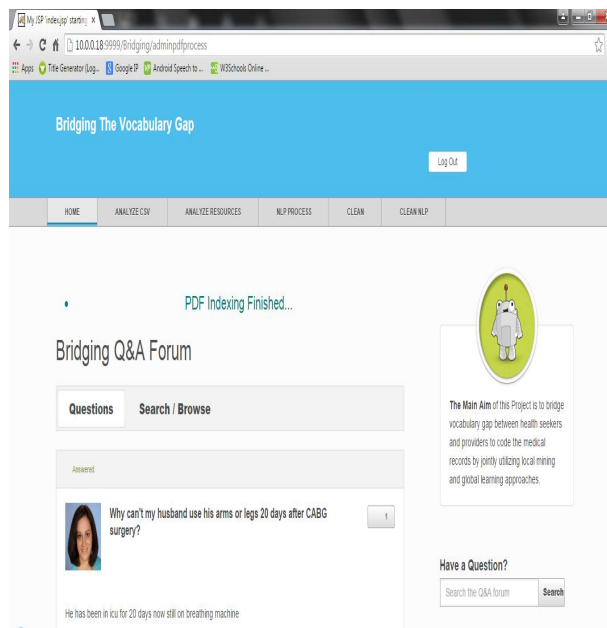 My JSP 'index.jsp' starting
10.0.0.18:9999/Bridging/adminpdfprocess
Apps Title Generator (Log... Google IP Android Speech to ... W3Schools Online ...
Bridging The Vocabulary Gap
Log Out
HOME ANALYZE CSV ANALYZE RESOURCES NLP PROCESS CLEAN CLEAN NLP
PDF Indexing Finished...
Bridging Q&A Forum
Questions Search / Browse
Answered
Why can't my husband use his arms or legs 20 days after CABG
surgery?
1
He has been in icu for 20 days now still on breathing machine
The Main Aim of this Project is to bridge
vocabulary gap between health seekers
and providers to code the medical
records by jointly utilizing local mining
and global learning approaches.
Have a Question?
Search the Q&A forum Search